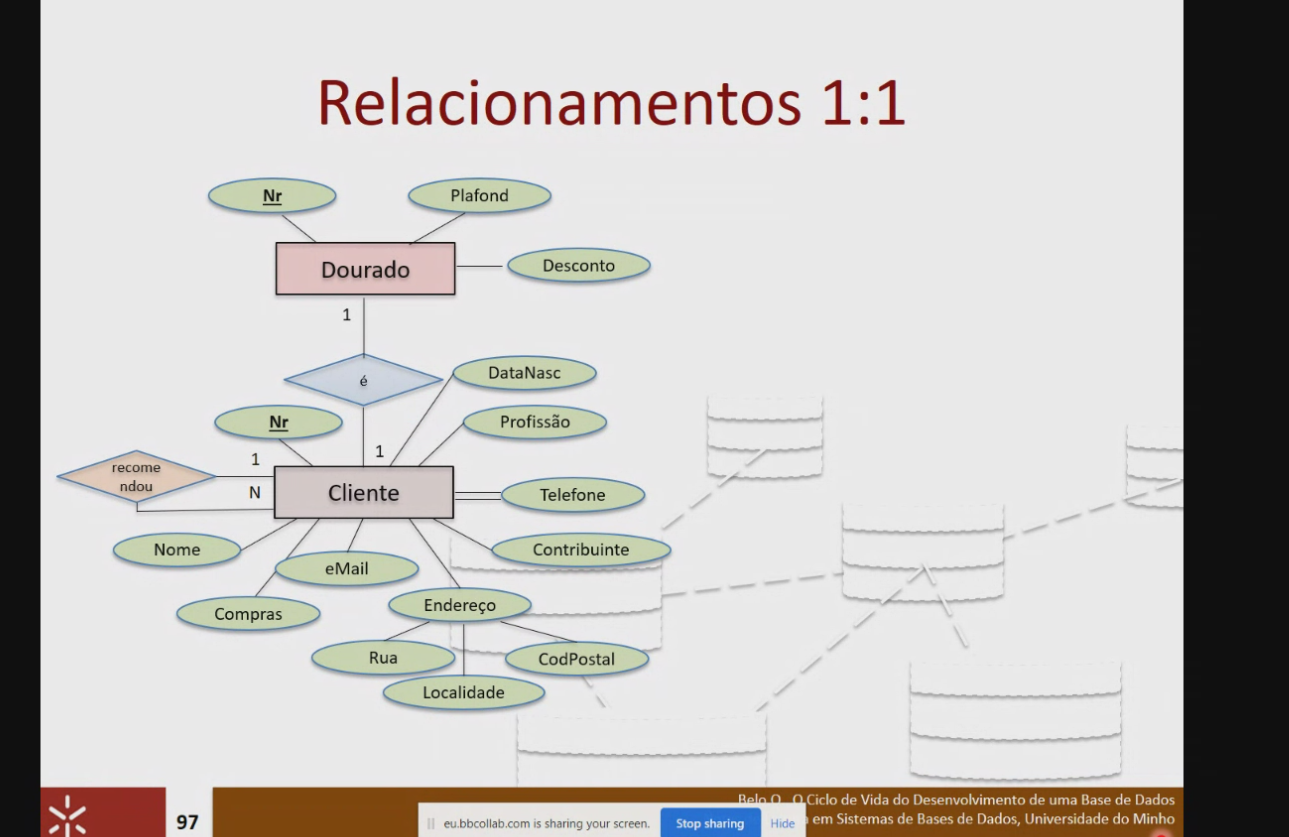 Relacionamentos 1:1
Nr
Plafond
Dourado
Desconto
1
é
DataNasc
Nr
Profissão
1
recome
ndou
1
N
Cliente
Telefone
Nome
eMail
Contribuinte
Compras
Endereço
Rua
CodPostal
Localidade
97
Belo, O., O Ciclo de Vida do Desenvolvimento de uma Base de Dados
em Sistemas de Bases de Dados, Universidade do Minho
eu.bbcollab.com is sharing your screen.
Stop sharing
Hide